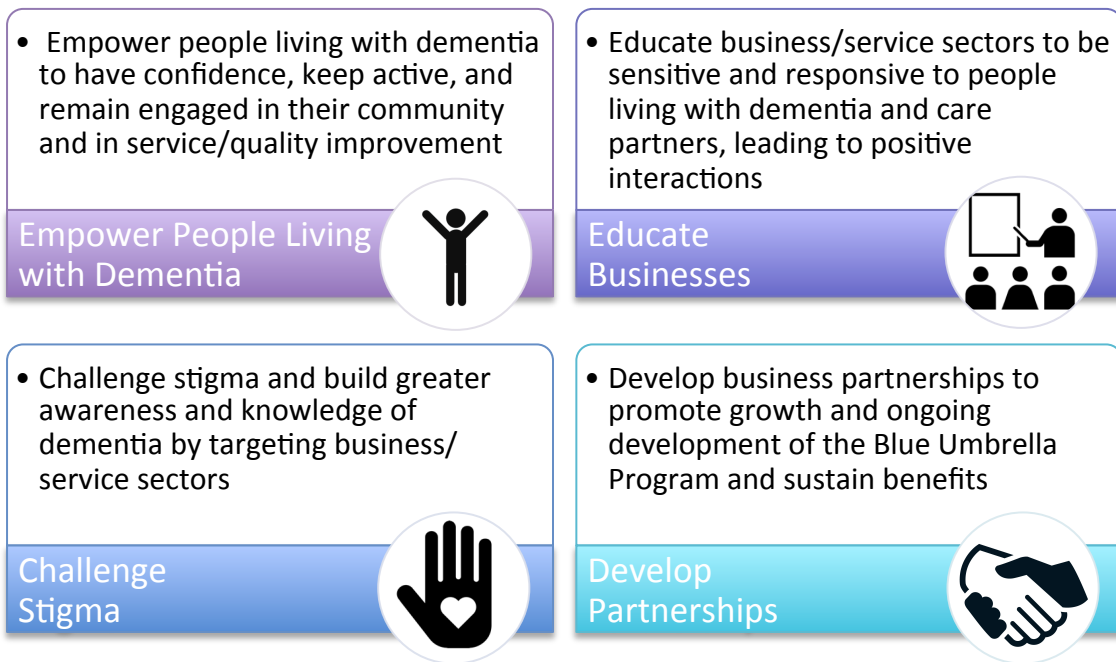 • Empower people living with dementia
to have confidence, keep active, and
remain engaged in their community
and in service/quality improvement
Empower People Living
with Dementia
• Educate business/service sectors to be
sensitive and responsive to people
living with dementia and care
partners, leading to positive
interactions
Educate
Businesses
• Challenge stigma and build greater
awareness and knowledge of
dementia by targeting business/
service sectors
Challenge
Stigma
• Develop business partnerships to
promote growth and ongoing
development of the Blue Umbrella
Program and sustain benefits
Develop
Partnerships